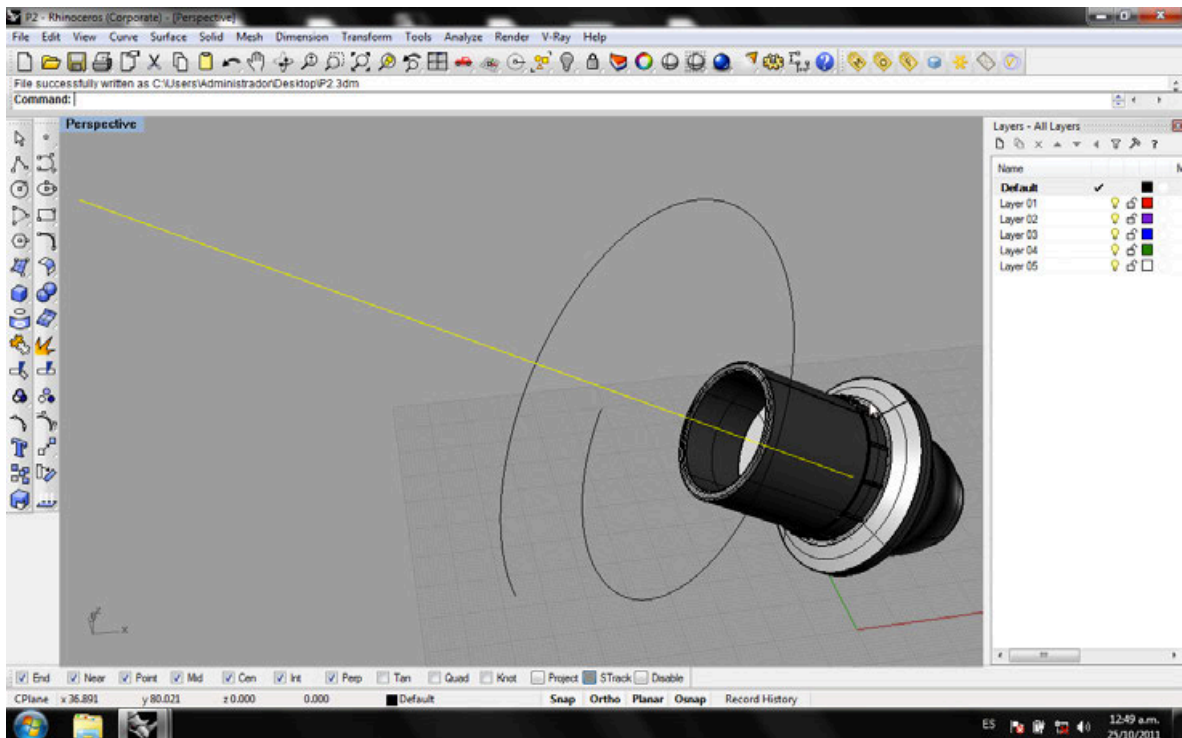 P2 - Rhinoceros (Corporate) - [Perspective]
File Edit View Curve Surface Solid Mesh Dimension Transform Tools Analyze Render V-Ray Help
File successfully written as C:\Users\Administrador\Desktop\P2.3dm
Command:
Perspective
Layers - All Layers
Name
Default
Layer 01
Layer 02
Layer 03
Layer 04
Layer 05
x
End Near Point Mid Cen Int Perp Tan Quad Knot Project STrack Disable
CPlane x 36.891 y 80.021 z 0.000 0.000 Default Snap Ortho Planar Osnap Record History
ES 12:49 a.m.
25/10/2011